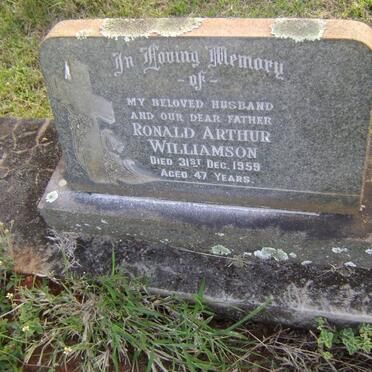 In Loving Memory
- of -
MY BELOVED HUSBAND
AND OUR DEAR FATHER
RONALD ARTHUR
WILLIAMSON
DIED 31ST DEC. 1959
AGED 47 YEARS.